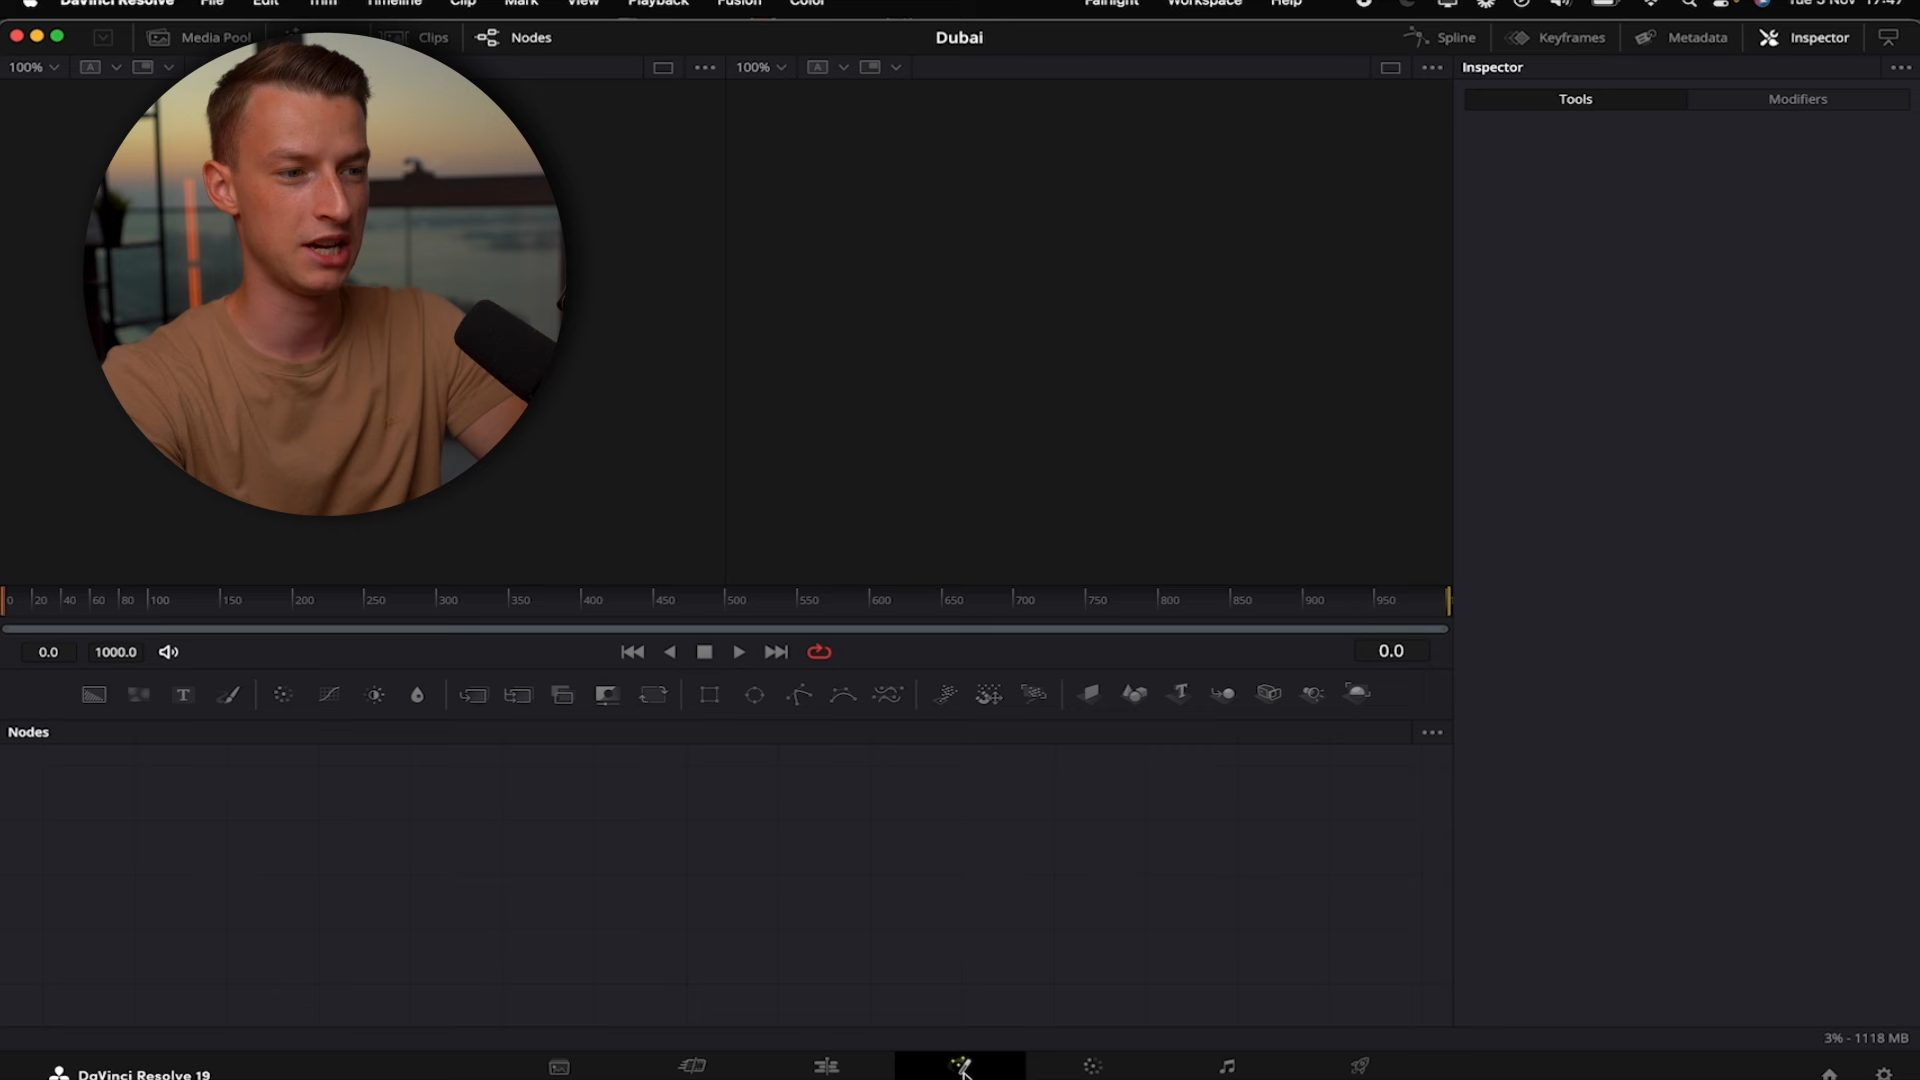 DaVinci Resolve File Edit Trim Timeline Clip Mark View Playback Fusion Color Fairlight Workspace Help Tue 5 Nov
Media Pool Clips Nodes Dubai Spline Keyframes Metadata Inspector
100% A 100% A Inspector
Tools Modifiers
0 20 40 60 80 100 150 200 250 300 350 400 450 500 550 600 650 700 750 800 850 900 950
0.0 1000.0 0.0
T T
Nodes
3% - 1118 MB
DaVinci Resolve 19